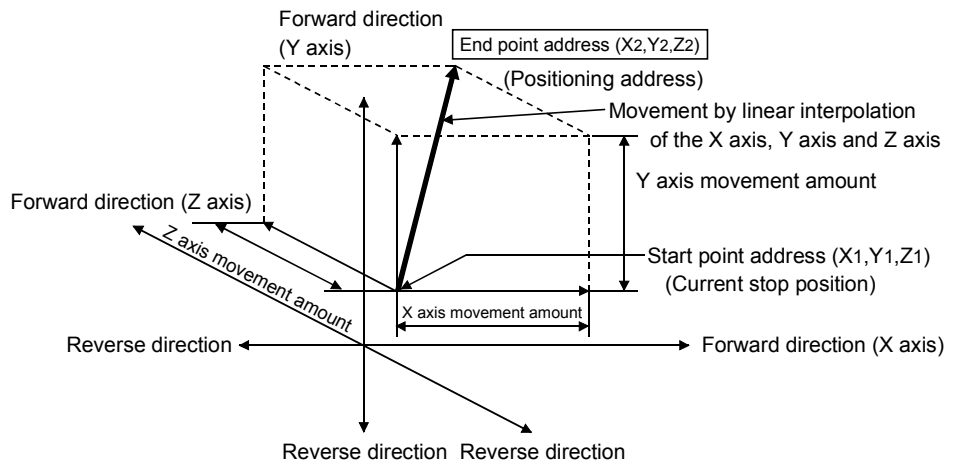 Forward direction
(Y axis)
End point address (X2,Y2,Z2)
(Positioning address)
Movement by linear interpolation
of the X axis, Y axis and Z axis
Y axis movement amount
Forward direction (Z axis)
Z axis movement amount
Start point address (X1,Y1,Z1)
(Current stop position)
X axis movement amount
Reverse direction
Forward direction (X axis)
Reverse direction
Reverse direction